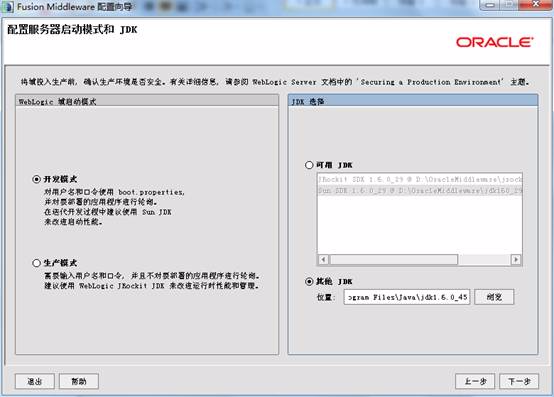 Fusion Middleware 配置向导
配置服务器启动模式和 JDK
ORACLE
将域投入生产前, 确认生产环境是否安全。有关详细信息, 请参阅 WebLogic Server 文档中的 'Securing a Production Environment' 主题。
WebLogic 域启动模式
开发模式
对用户名和口令使用 boot.properties,
并对要部署的应用程序进行轮询。
在迭代开发过程中建议使用 Sun JDK
来改进启动性能。
生产模式
需要输入用户名和口令, 并且不对要部署的应用程序进行轮询。
建议使用 WebLogic JRockit JDK 来改进运行时性能和管理。
JDK 选择
可用 JDK
JRockit SDK 1.6.0_29 @ D:\OracleMiddleware\jrock
Sun SDK 1.6.0_29 @ D:\OracleMiddleware\jdk160_29
其他 JDK
位置: ogram Files\Java\jdk1.6.0_45 浏览
退出 帮助 上一步 下一步